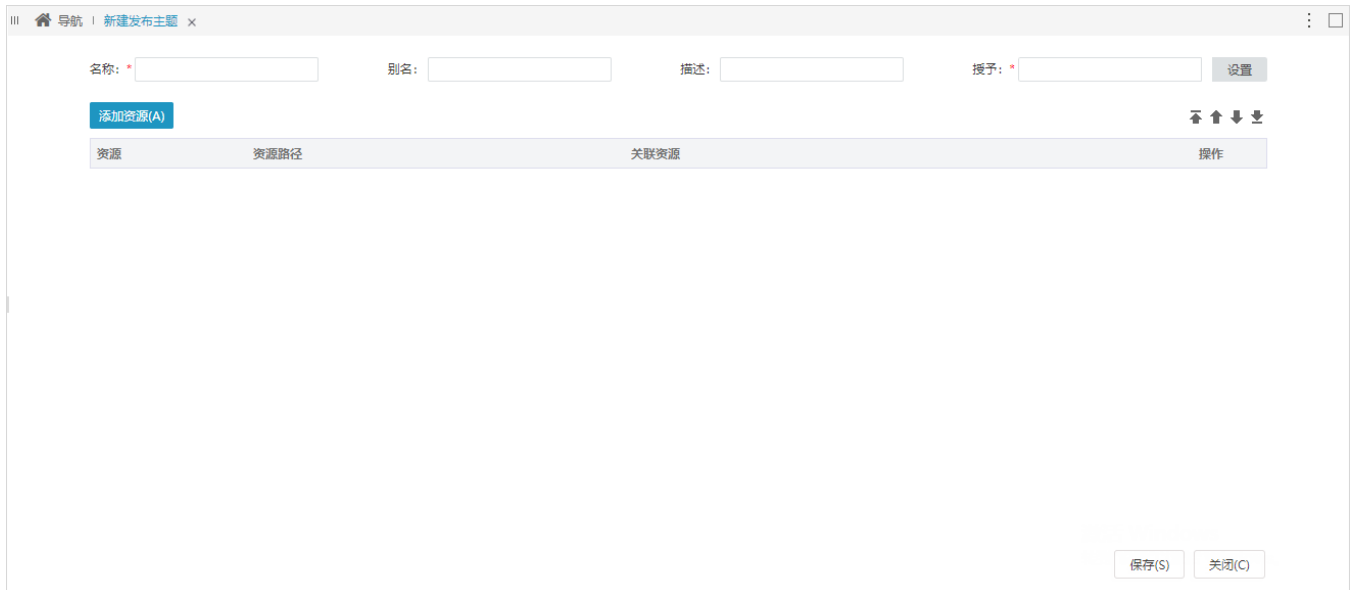 导航 新建发布主题
名称: * 别名: 描述: 授予: * 设置
添加资源(A)
资源 资源路径 关联资源 操作
保存(S) 关闭(C)